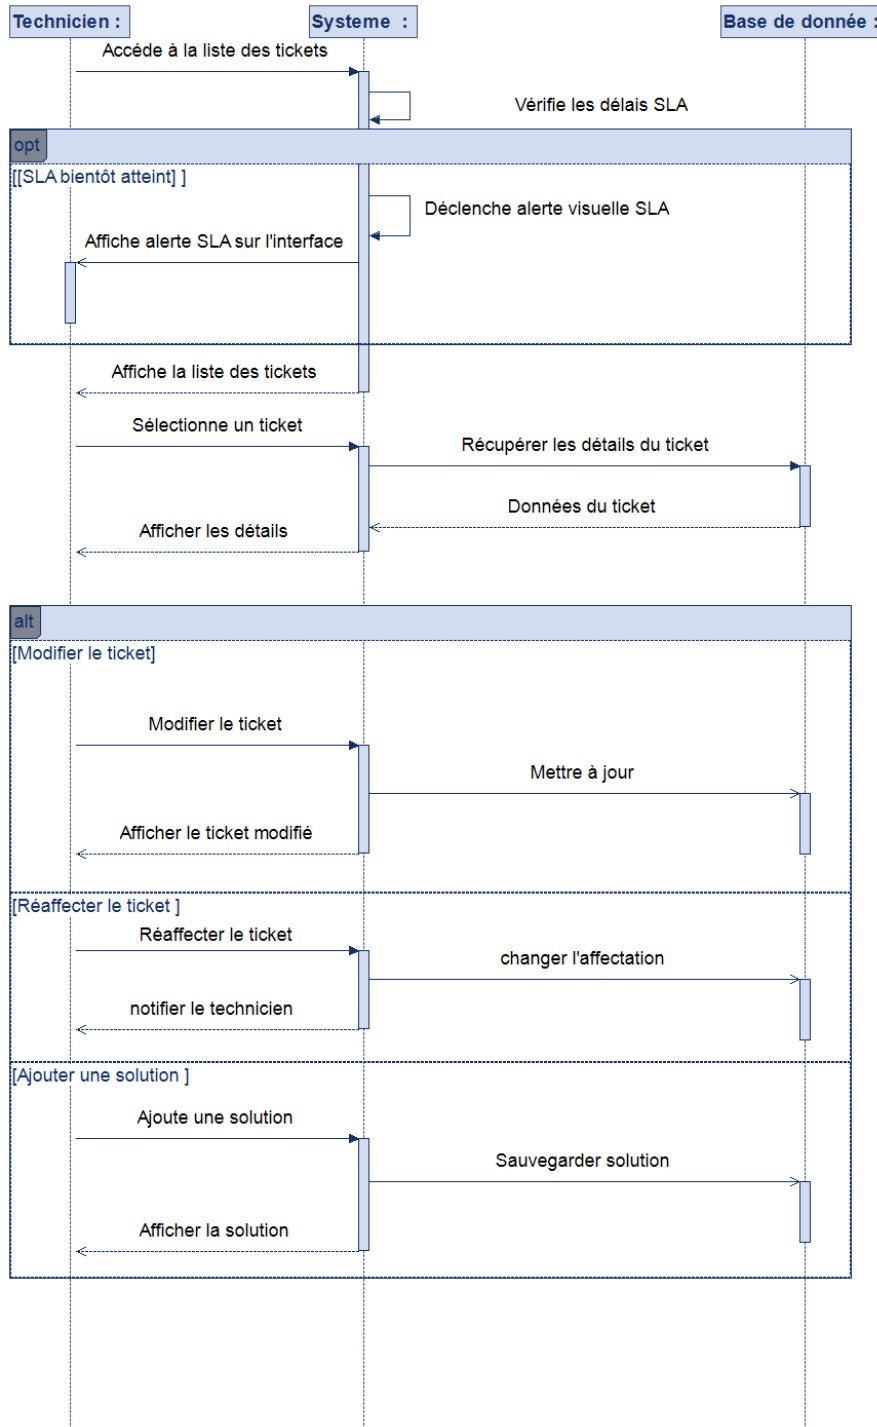 Technicien :
Systeme :
Base de donnée :
Accéde à la liste des tickets
Vérifie les délais SLA
opt
[[SLA bientôt atteint] ]
Déclenche alerte visuelle SLA
Affiche alerte SLA sur l'interface
Affiche la liste des tickets
Sélectionne un ticket
Récupérer les détails du ticket
Données du ticket
Afficher les détails
alt
[Modifier le ticket]
Modifier le ticket
Mettre à jour
Afficher le ticket modifié
[Réaffecter le ticket ]
Réaffecter le ticket
changer l'affectation
notifier le technicien
[Ajouter une solution ]
Ajoute une solution
Sauvegarder solution
Afficher la solution